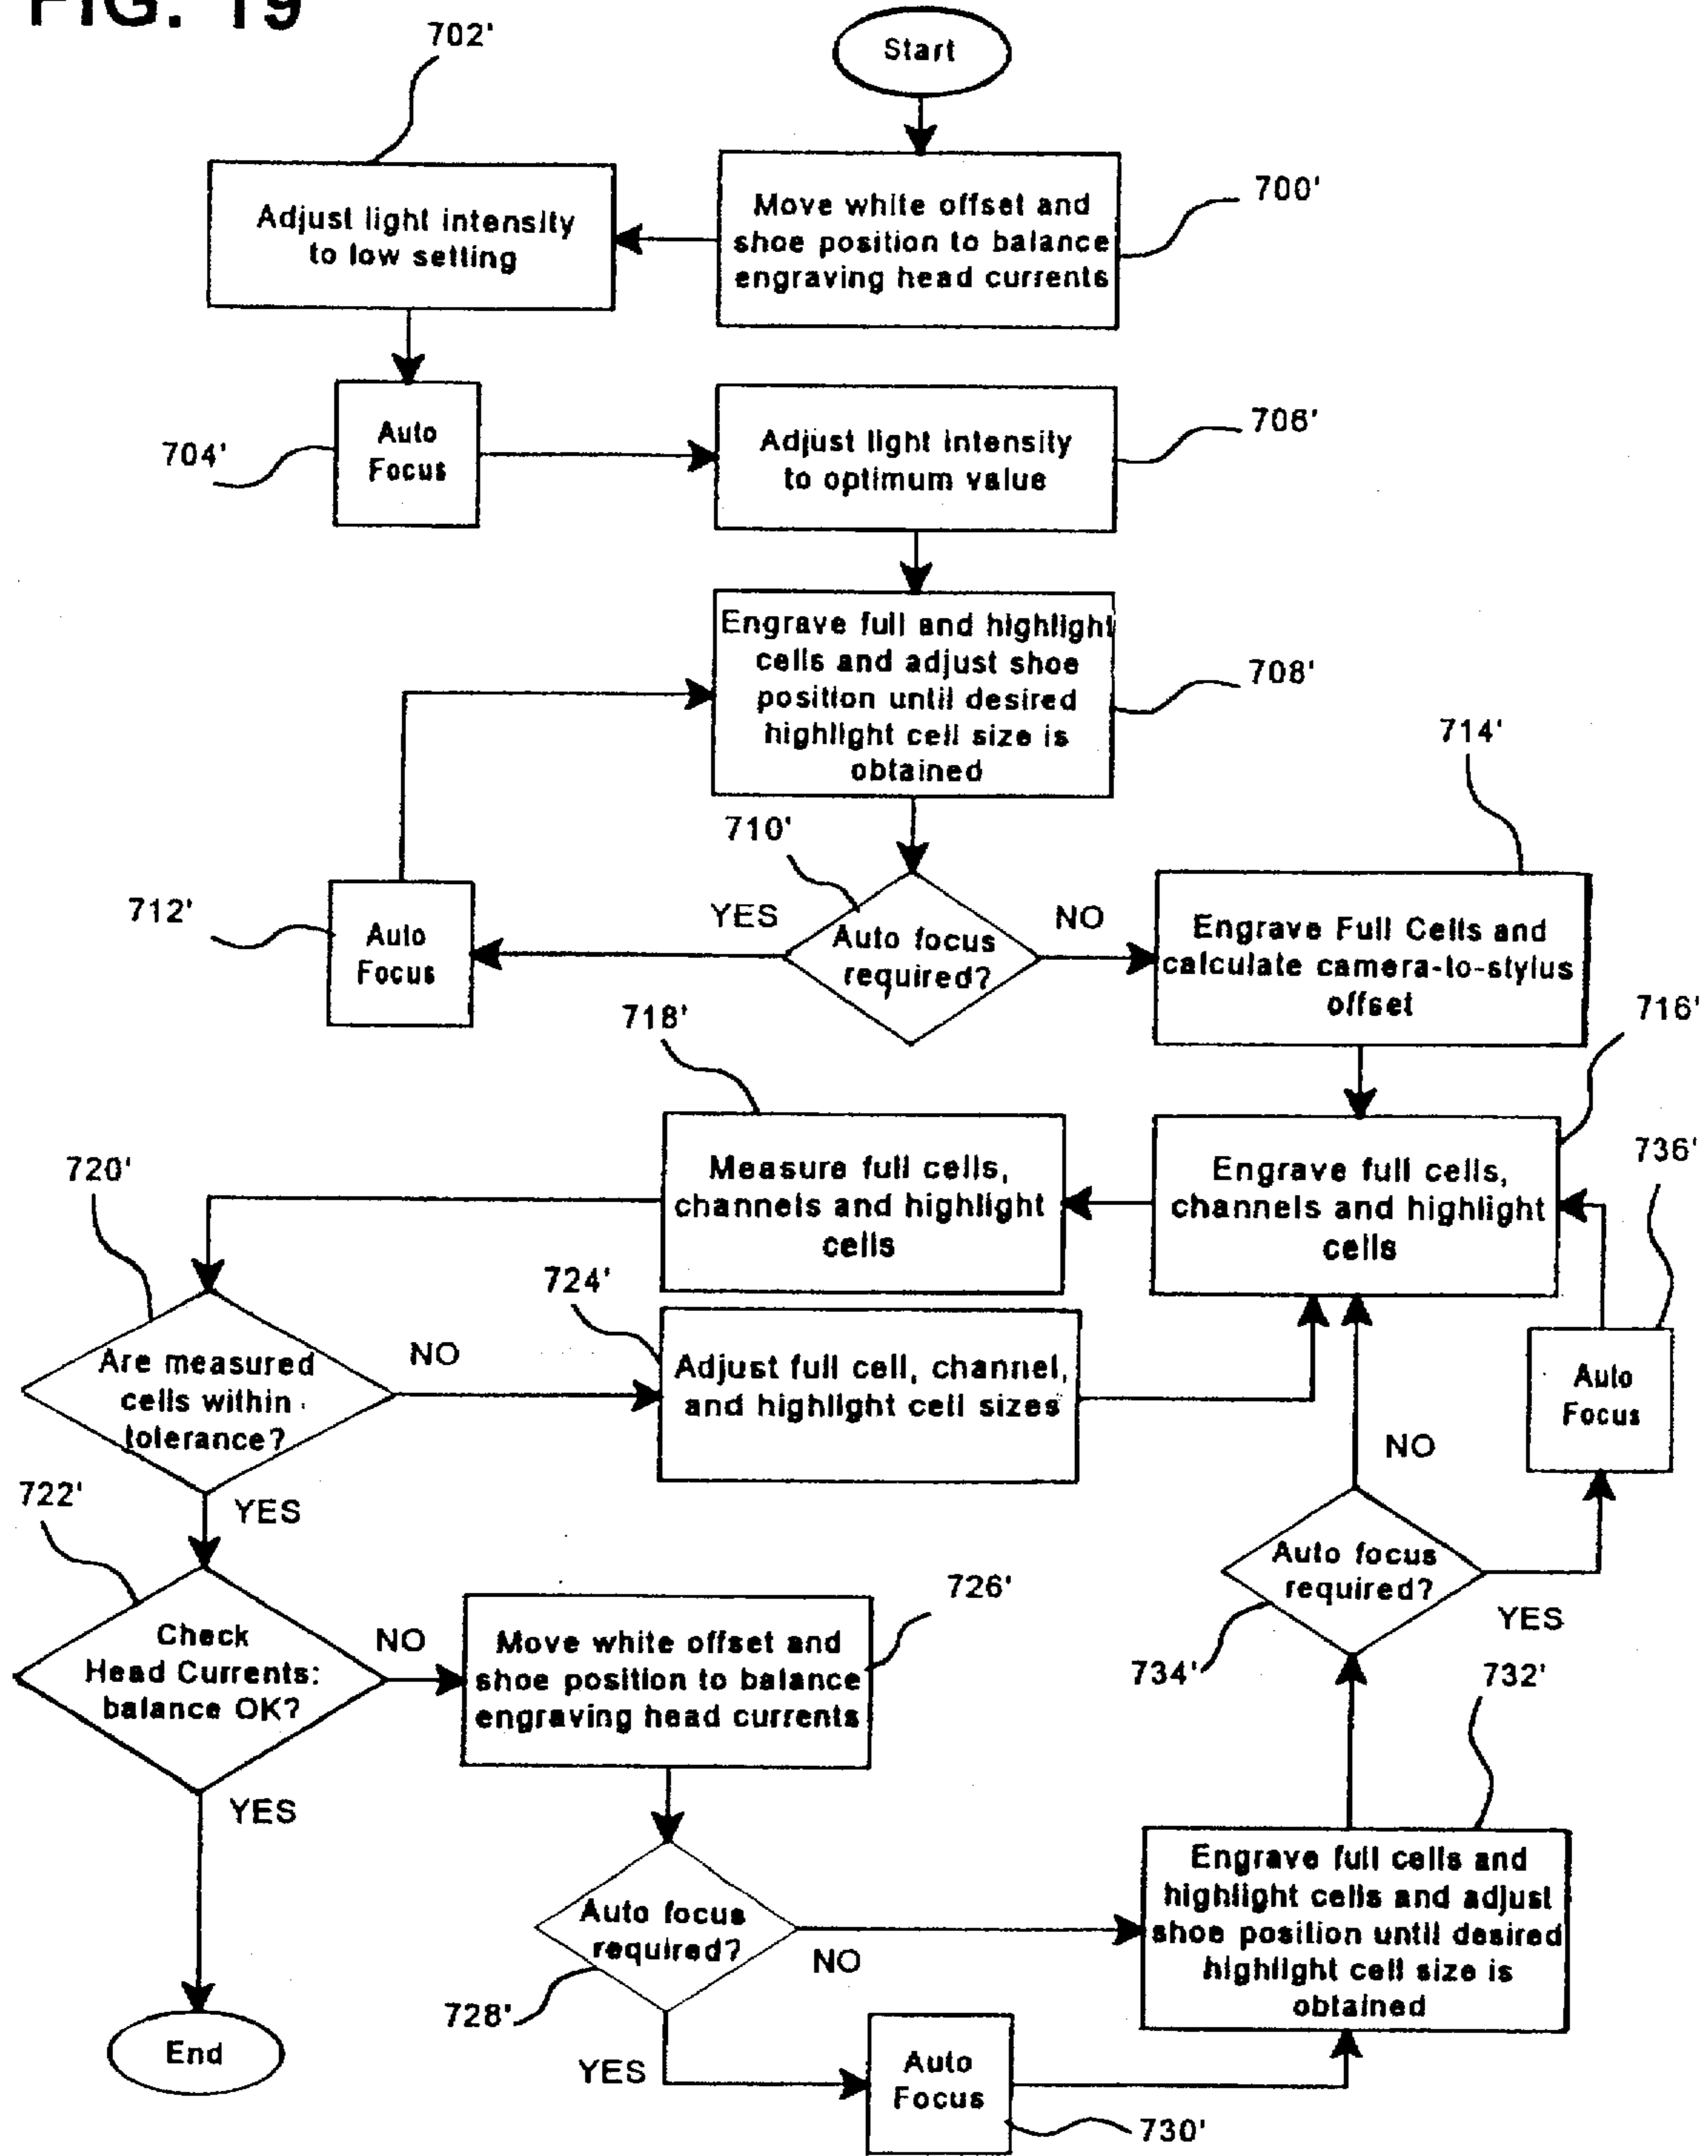 FIG. 19
702'
Start
700'
Move white offset and
shoe position to balance
engraving head currents
Adjust light intensity
to low setting
704'
Auto
Focus
Adjust light intensity
to optimum value
706'
Engrave full and highlight
cells and adjust shoe
position until desired
highlight cell size is
obtained
708'
710'
714'
712'
Auto
Focus
YES
Auto focus
required?
NO
Engrave Full Cells and
calculate camera-to-stylus
offset
718'
716'
720'
Measure full cells,
channels and highlight
cells
Engrave full cells,
channels and highlight
cells
736'
724'
Are measured
cells within
tolerance?
NO
Adjust full cell, channel,
and highlight cell sizes
Auto
Focus
NO
722'
YES
Auto focus
required?
YES
726'
Check
Head Currents:
balance OK?
NO
Move white offset and
shoe position to balance
engraving head currents
734'
732'
YES
Engrave full cells and
highlight cells and adjust
shoe position until desired
highlight cell size is
obtained
Auto focus
required?
NO
728'
End
YES
Auto
Focus
730'